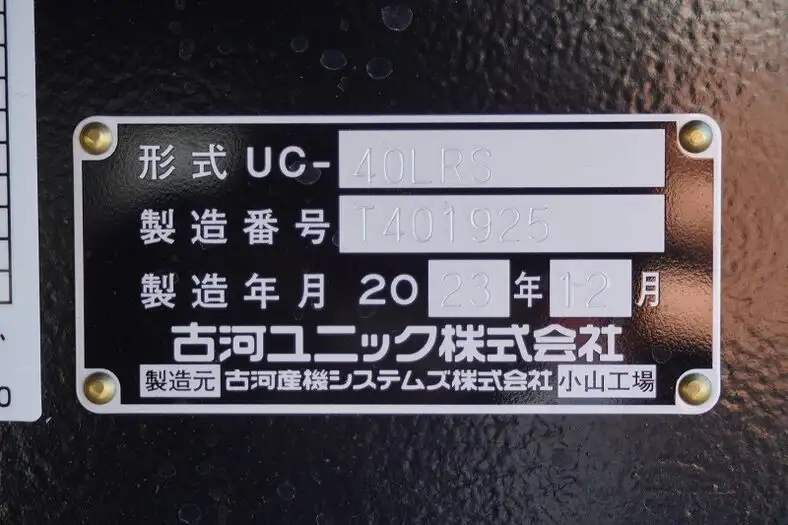 形式 UC-40LRS
製造番号 T401925
製造年月 2023年12月
古河ユニック株式会社
製造元 古河産機システムズ株式会社 小山工場